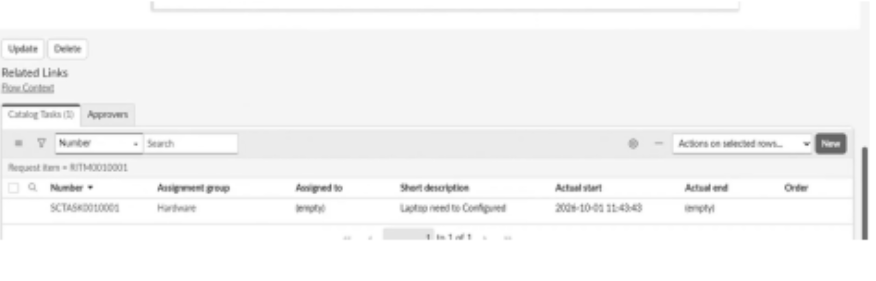 Update Delete
Related Links
Flow Context
Catalog Tasks (1) Approvers
Number Search Actions on selected rows... New
Request item = RITM0010001
Number Assignment group Assigned to Short description Actual start Actual end Order
SCTASK0010001 Hardware (empty) Laptop need to Configured 2026-10-01 11:43:43 (empty)
1 to 1 of 1